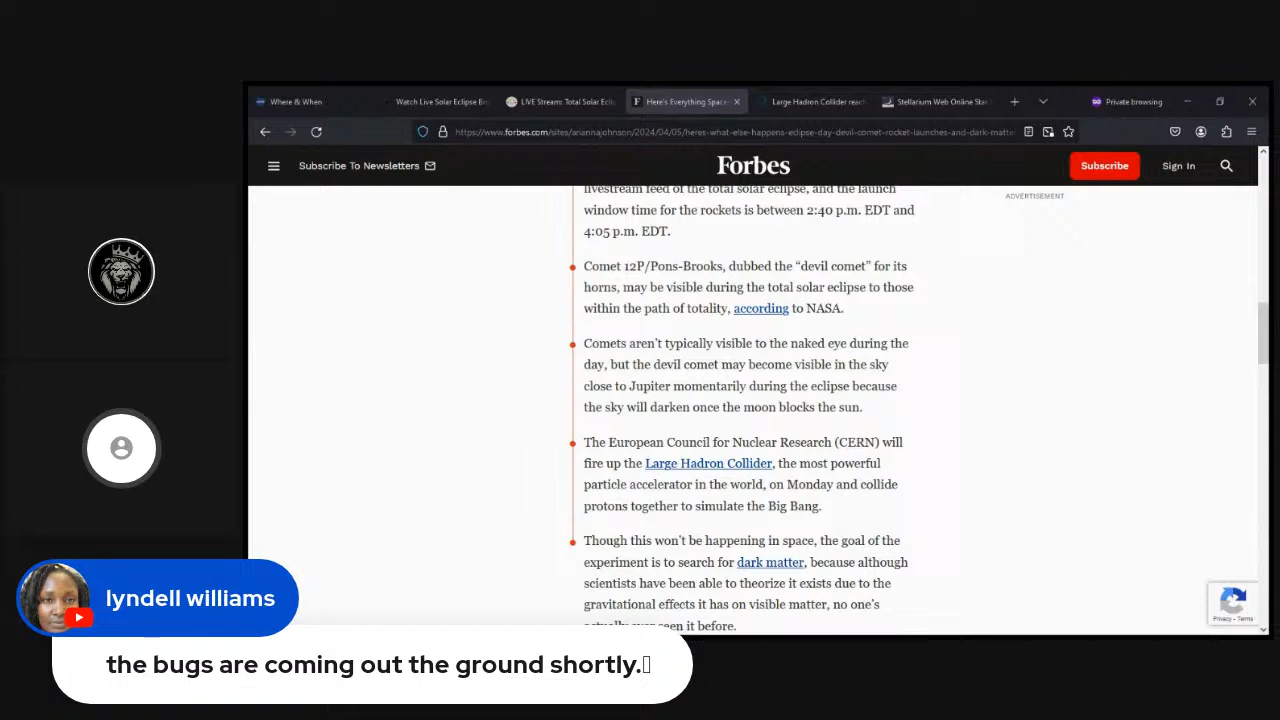 Where & When
Watch Live Solar Eclipse Br
LIVE Stream: Total Solar Ecli
Here's Everything Space-
Large Hadron Collider reach
Stellarium Web Online Star
Private browsing
https://www.forbes.com/sites/ariannajohnson/2024/04/05/heres-what-else-happens-eclipse-day-devil-comet-rocket-launches-and-dark-matte
Subscribe To Newsletters
Forbes
Subscribe
Sign In
ADVERTISEMENT
livestream feed of the total solar eclipse, and the launch
window time for the rockets is between 2:40 p.m. EDT and
4:05 p.m. EDT.
Comet 12P/Pons-Brooks, dubbed the “devil comet” for its
horns, may be visible during the total solar eclipse to those
within the path of totality, according to NASA.
Comets aren’t typically visible to the naked eye during the
day, but the devil comet may become visible in the sky
close to Jupiter momentarily during the eclipse because
the sky will darken once the moon blocks the sun.
The European Council for Nuclear Research (CERN) will
fire up the Large Hadron Collider, the most powerful
particle accelerator in the world, on Monday and collide
protons together to simulate the Big Bang.
Though this won’t be happening in space, the goal of the
experiment is to search for dark matter, because although
scientists have been able to theorize it exists due to the
gravitational effects it has on visible matter, no one’s
actually ever seen it before.
Privacy - Terms
lyndell williams
the bugs are coming out the ground shortly.